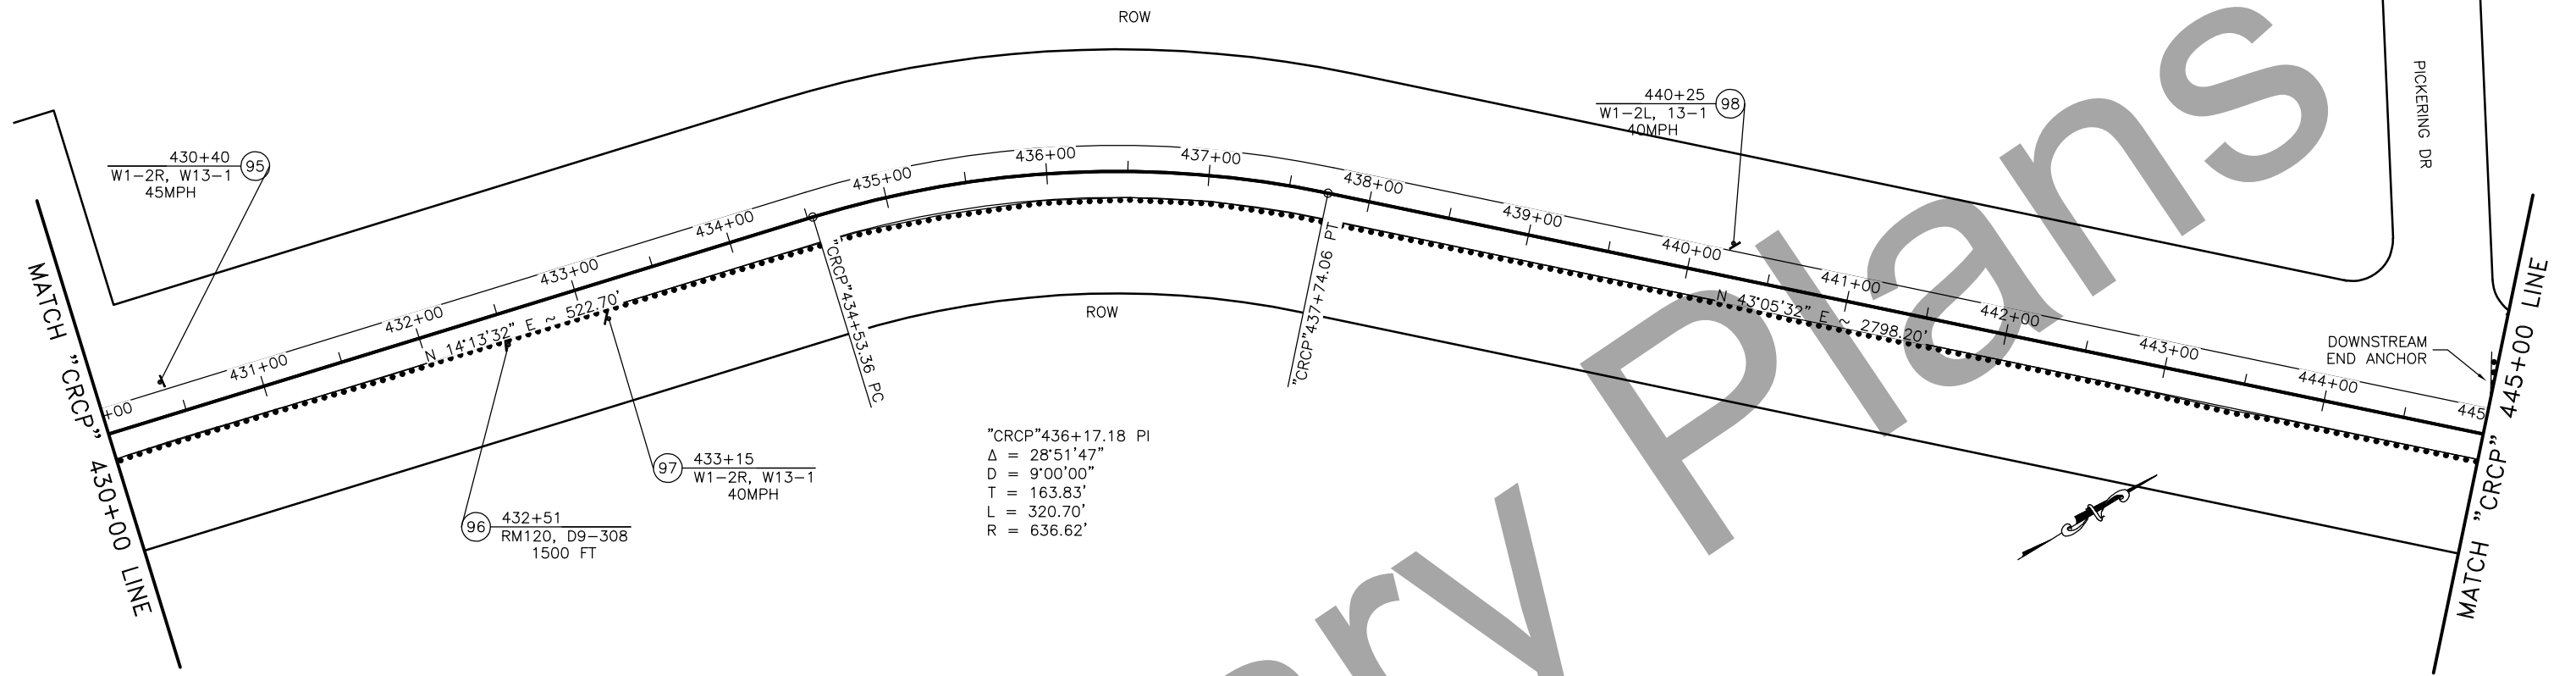 ROW
PICKERING DR
440+25
98
W1-2L, 13-1
40MPH
430+40
95
W1-2R, W13-1
45MPH
+00
431+00
432+00
433+00
434+00
435+00
436+00
437+00
438+00
439+00
440+00
441+00
442+00
443+00
444+00
445
N 14°13'32" E ~ 522.70'
N 43°05'32" E ~ 2798.20'
"CRCP"434+53.36 PC
"CRCP"437+74.06 PT
ROW
DOWNSTREAM
END ANCHOR
MATCH "CRCP" 430+00 LINE
MATCH "CRCP" 445+00 LINE
97
433+15
W1-2R, W13-1
40MPH
96
432+51
RM120, D9-308
1500 FT
"CRCP"436+17.18 PI
Δ = 28°51'47"
D = 9°00'00"
T = 163.83'
L = 320.70'
R = 636.62'
ry Plans